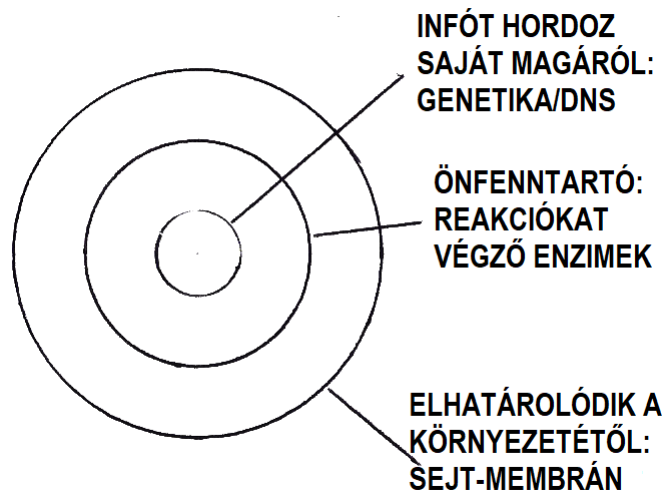 INFÓT HORDOZ
SAJÁT MAGÁRÓL:
GENETIKA/DNS
ÖNFENNTARTÓ:
REAKCIÓKAT
VÉGZŐ ENZIMEK
ELHATÁROLÓDIK A
KÖRNYEZETÉTŐL:
SEJT-MEMBRÁN